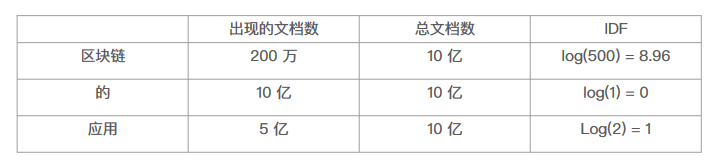 出现的文档数 总文档数 IDF
区块链 200 万 10 亿 log(500) = 8.96
的 10 亿 10 亿 log(1) = 0
应用 5 亿 10 亿 Log(2) = 1